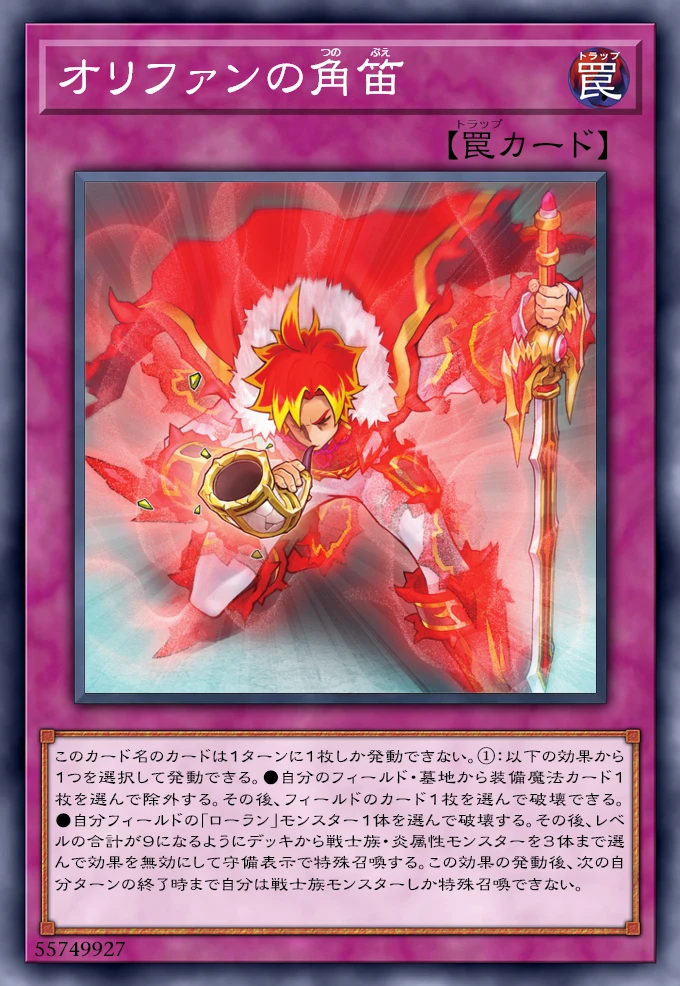 つの ぶえ
オリファンの角笛
トラップ
罠
トラップ
【罠カード】
このカード名のカードは1ターンに1枚しか発動できない。①：以下の効果から
1つを選択して発動できる。●自分のフィールド・墓地から装備魔法カード1
枚を選んで除外する。その後、フィールドのカード1枚を選んで破壊できる。
●自分フィールドの「ローラン」モンスター1体を選んで破壊する。その後、レベ
ルの合計が9になるようにデッキから戦士族・炎属性モンスターを3体まで選
んで効果を無効にして守備表示で特殊召喚する。この効果の発動後、次の自
分ターンの終了時まで自分は戦士族モンスターしか特殊召喚できない。
55749927